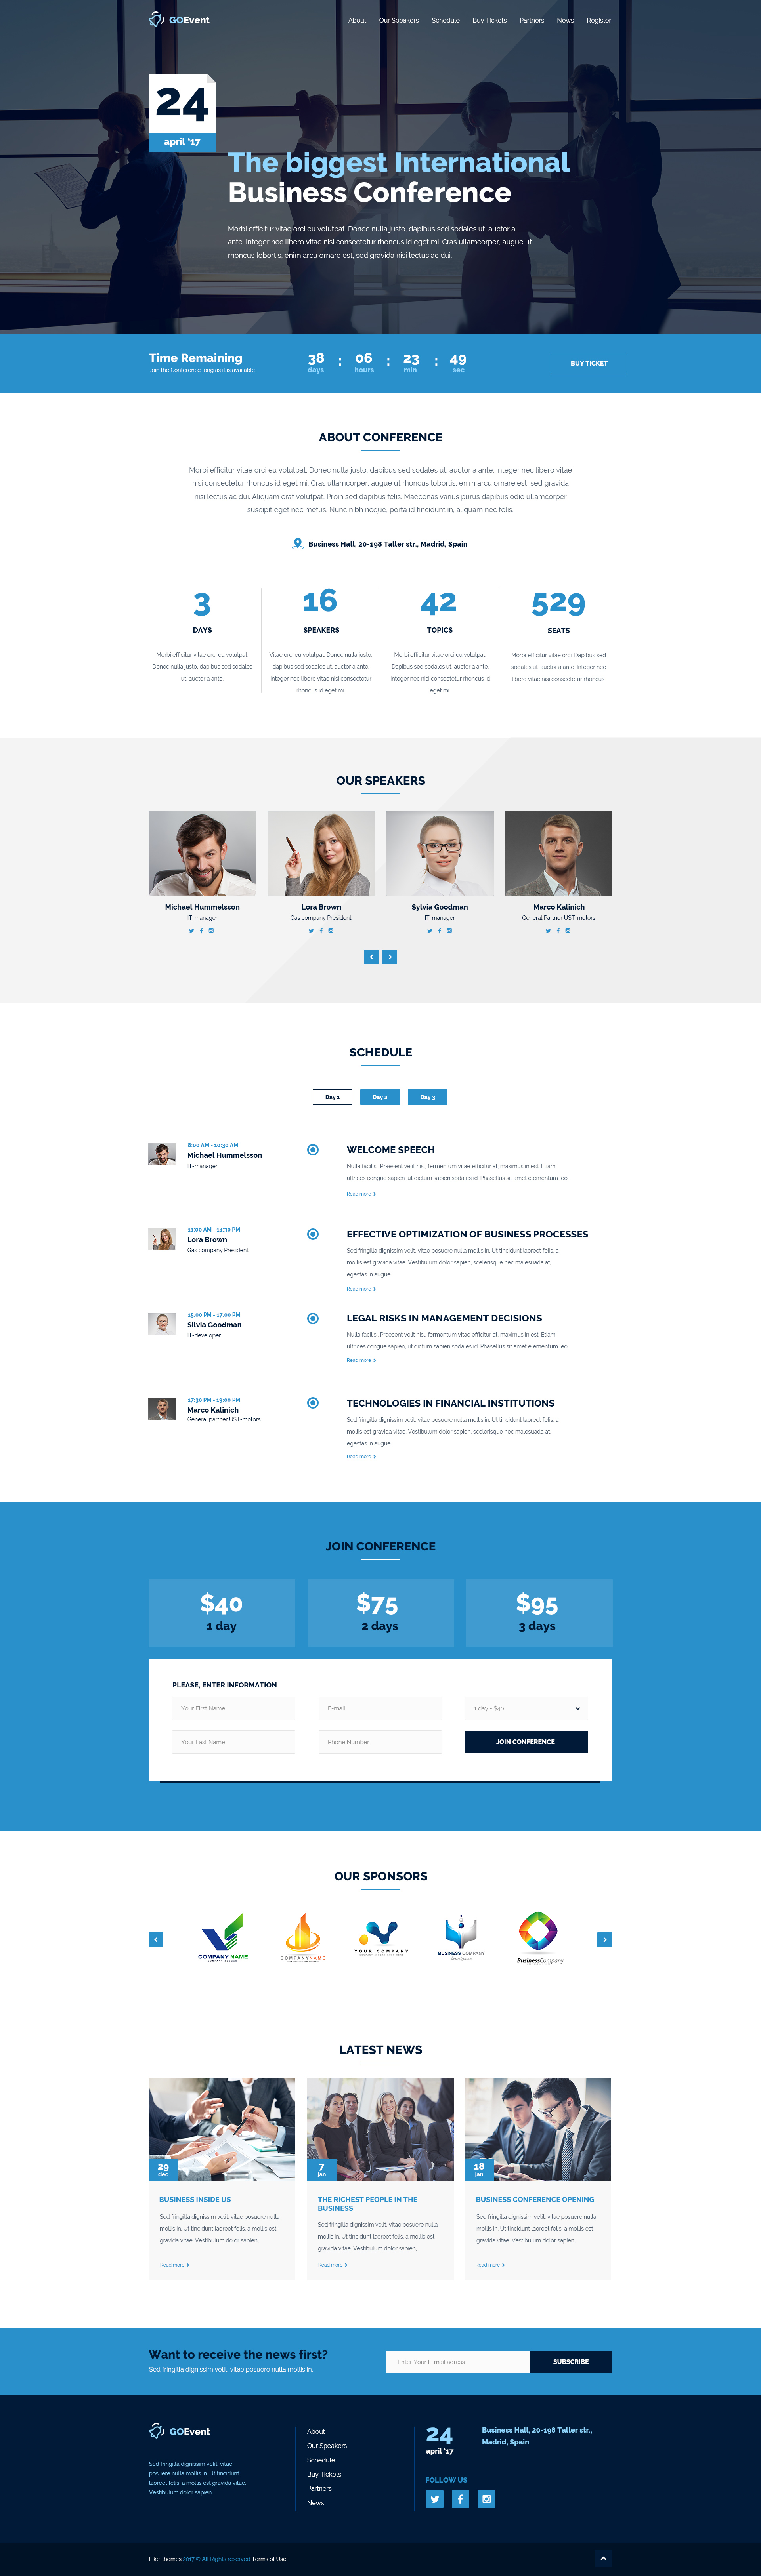 GOEvent
About Our Speakers Schedule Buy Tickets Partners News Register
24
april '17
The biggest International
Business Conference
Morbi efficitur vitae orci eu volutpat. Donec nulla justo, dapibus sed sodales ut, auctor a
ante. Integer nec libero vitae nisi consectetur rhoncus id eget mi. Cras ullamcorper, augue ut
rhoncus lobortis, enim arcu ornare est, sed gravida nisi lectus ac dui.
Time Remaining
Join the Conference long as it is available
38 : 06 : 23 : 49
days hours min sec
BUY TICKET
ABOUT CONFERENCE
Morbi efficitur vitae orci eu volutpat. Donec nulla justo, dapibus sed sodales ut, auctor a ante. Integer nec libero vitae
nisi consectetur rhoncus id eget mi. Cras ullamcorper, augue ut rhoncus lobortis, enim arcu ornare est, sed gravida
nisi lectus ac dui. Aliquam erat volutpat. Proin sed dapibus felis. Maecenas varius purus dapibus odio ullamcorper
suscipit eget nec metus. Nunc nibh neque, porta id tincidunt in, aliquam nec felis.
Business Hall, 20-198 Taller str., Madrid, Spain
3
DAYS
Morbi efficitur vitae orci eu volutpat.
Donec nulla justo, dapibus sed sodales
ut, auctor a ante.
16
SPEAKERS
Vitae orci eu volutpat. Donec nulla justo,
dapibus sed sodales ut, auctor a ante.
Integer nec libero vitae nisi consectetur
rhoncus id eget mi.
42
TOPICS
Morbi efficitur vitae orci eu volutpat.
Dapibus sed sodales ut, auctor a ante.
Integer nec nisi consectetur rhoncus id
eget mi.
529
SEATS
Morbi efficitur vitae orci. Dapibus sed
sodales ut, auctor a ante. Integer nec
libero vitae nisi consectetur rhoncus.
OUR SPEAKERS
Michael Hummelsson
IT-manager
Lora Brown
Gas company President
Sylvia Goodman
IT-manager
Marco Kalinich
General Partner UST-motors
SCHEDULE
Day 1 Day 2 Day 3
8:00 AM - 10:30 AM
Michael Hummelsson
IT-manager
WELCOME SPEECH
Nulla facilisi. Praesent velit nisl, fermentum vitae efficitur at, maximus in est. Etiam
ultrices congue sapien, ut dictum sapien sodales id. Phasellus sit amet elementum leo.
Read more
11:00 AM - 14:30 PM
Lora Brown
Gas company President
EFFECTIVE OPTIMIZATION OF BUSINESS PROCESSES
Sed fringilla dignissim velit, vitae posuere nulla mollis in. Ut tincidunt laoreet felis, a
mollis est gravida vitae. Vestibulum dolor sapien, scelerisque nec malesuada at,
egestas in augue.
Read more
15:00 PM - 17:00 PM
Silvia Goodman
IT-developer
LEGAL RISKS IN MANAGEMENT DECISIONS
Nulla facilisi. Praesent velit nisl, fermentum vitae efficitur at, maximus in est. Etiam
ultrices congue sapien, ut dictum sapien sodales id. Phasellus sit amet elementum leo.
Read more
17:30 PM - 19:00 PM
Marco Kalinich
General partner UST-motors
TECHNOLOGIES IN FINANCIAL INSTITUTIONS
Sed fringilla dignissim velit, vitae posuere nulla mollis in. Ut tincidunt laoreet felis, a
mollis est gravida vitae. Vestibulum dolor sapien, scelerisque nec malesuada at,
egestas in augue.
Read more
JOIN CONFERENCE
$40
1 day
$75
2 days
$95
3 days
PLEASE, ENTER INFORMATION
Your First Name E-mail 1 day - $40
Your Last Name Phone Number JOIN CONFERENCE
OUR SPONSORS
COMPANY NAME
COMPANYNAME
YOUR COMPANY
BUSINESS COMPANY
BusinessCompany
LATEST NEWS
29
dec
BUSINESS INSIDE US
Sed fringilla dignissim velit, vitae posuere nulla
mollis in. Ut tincidunt laoreet felis, a mollis est
gravida vitae. Vestibulum dolor sapien,
Read more
7
jan
THE RICHEST PEOPLE IN THE
BUSINESS
Sed fringilla dignissim velit, vitae posuere nulla
mollis in. Ut tincidunt laoreet felis, a mollis est
gravida vitae. Vestibulum dolor sapien,
Read more
18
jan
BUSINESS CONFERENCE OPENING
Sed fringilla dignissim velit, vitae posuere nulla
mollis in. Ut tincidunt laoreet felis, a mollis est
gravida vitae. Vestibulum dolor sapien,
Read more
Want to receive the news first?
Sed fringilla dignissim velit, vitae posuere nulla mollis in.
Enter Your E-mail adress
SUBSCRIBE
GOEvent
Sed fringilla dignissim velit, vitae
posuere nulla mollis in. Ut tincidunt
laoreet felis, a mollis est gravida vitae.
Vestibulum dolor sapien,
About
Our Speakers
Schedule
Buy Tickets
Partners
News
24
april '17
Business Hall, 20-198 Taller str.,
Madrid, Spain
FOLLOW US
Like-themes 2017 © All Rights reserved Terms of Use